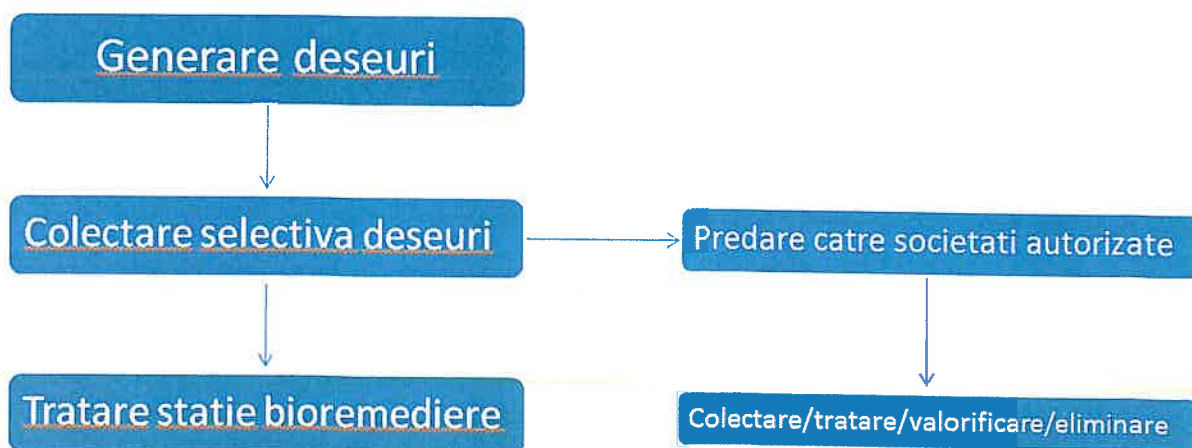 Generare deseuri
Colectare selectiva deseuri
Predare catre societati autorizate
Tratare statie bioremediere
Colectare/tratare/valorificare/eliminare